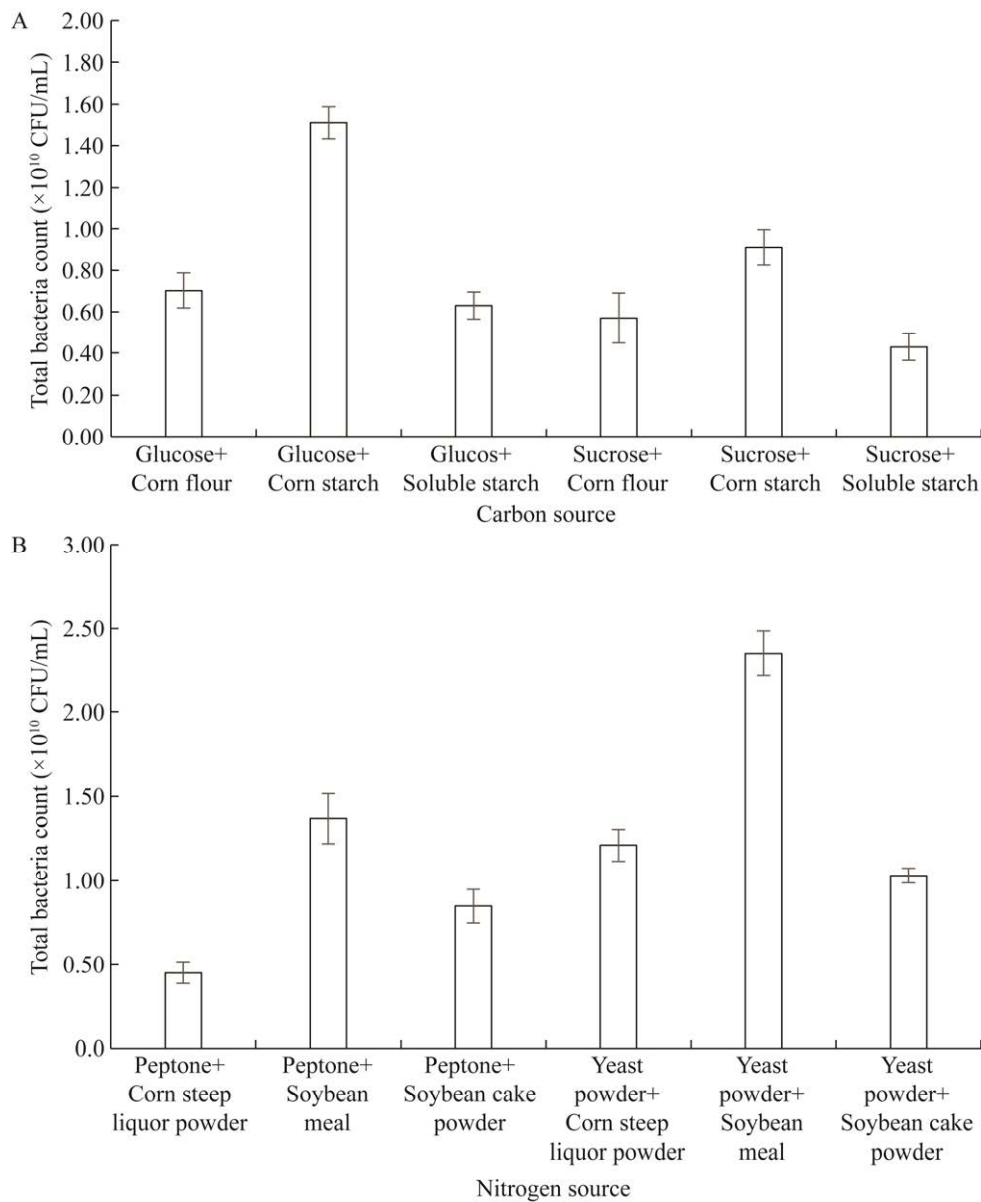 A
Total bacteria count (×10¹⁰ CFU/mL)
2.00
1.80
1.60
1.40
1.20
1.00
0.80
0.60
0.40
0.20
0.00
Glucose+ Glucose+ Glucos+ Sucrose+ Sucrose+ Sucrose+
Corn flour Corn starch Soluble starch Corn flour Corn starch Soluble starch
Carbon source
B
Total bacteria count (×10¹⁰ CFU/mL)
3.00
2.50
2.00
1.50
1.00
0.50
0.0
Peptone+ Peptone+ Peptone+ Yeast Yeast Yeast
Corn steep Soybean Soybean cake powder+ powder+ powder+
liquor powder meal powder Corn steep Soybean Soybean cake
liquor powder meal powder
Nitrogen source